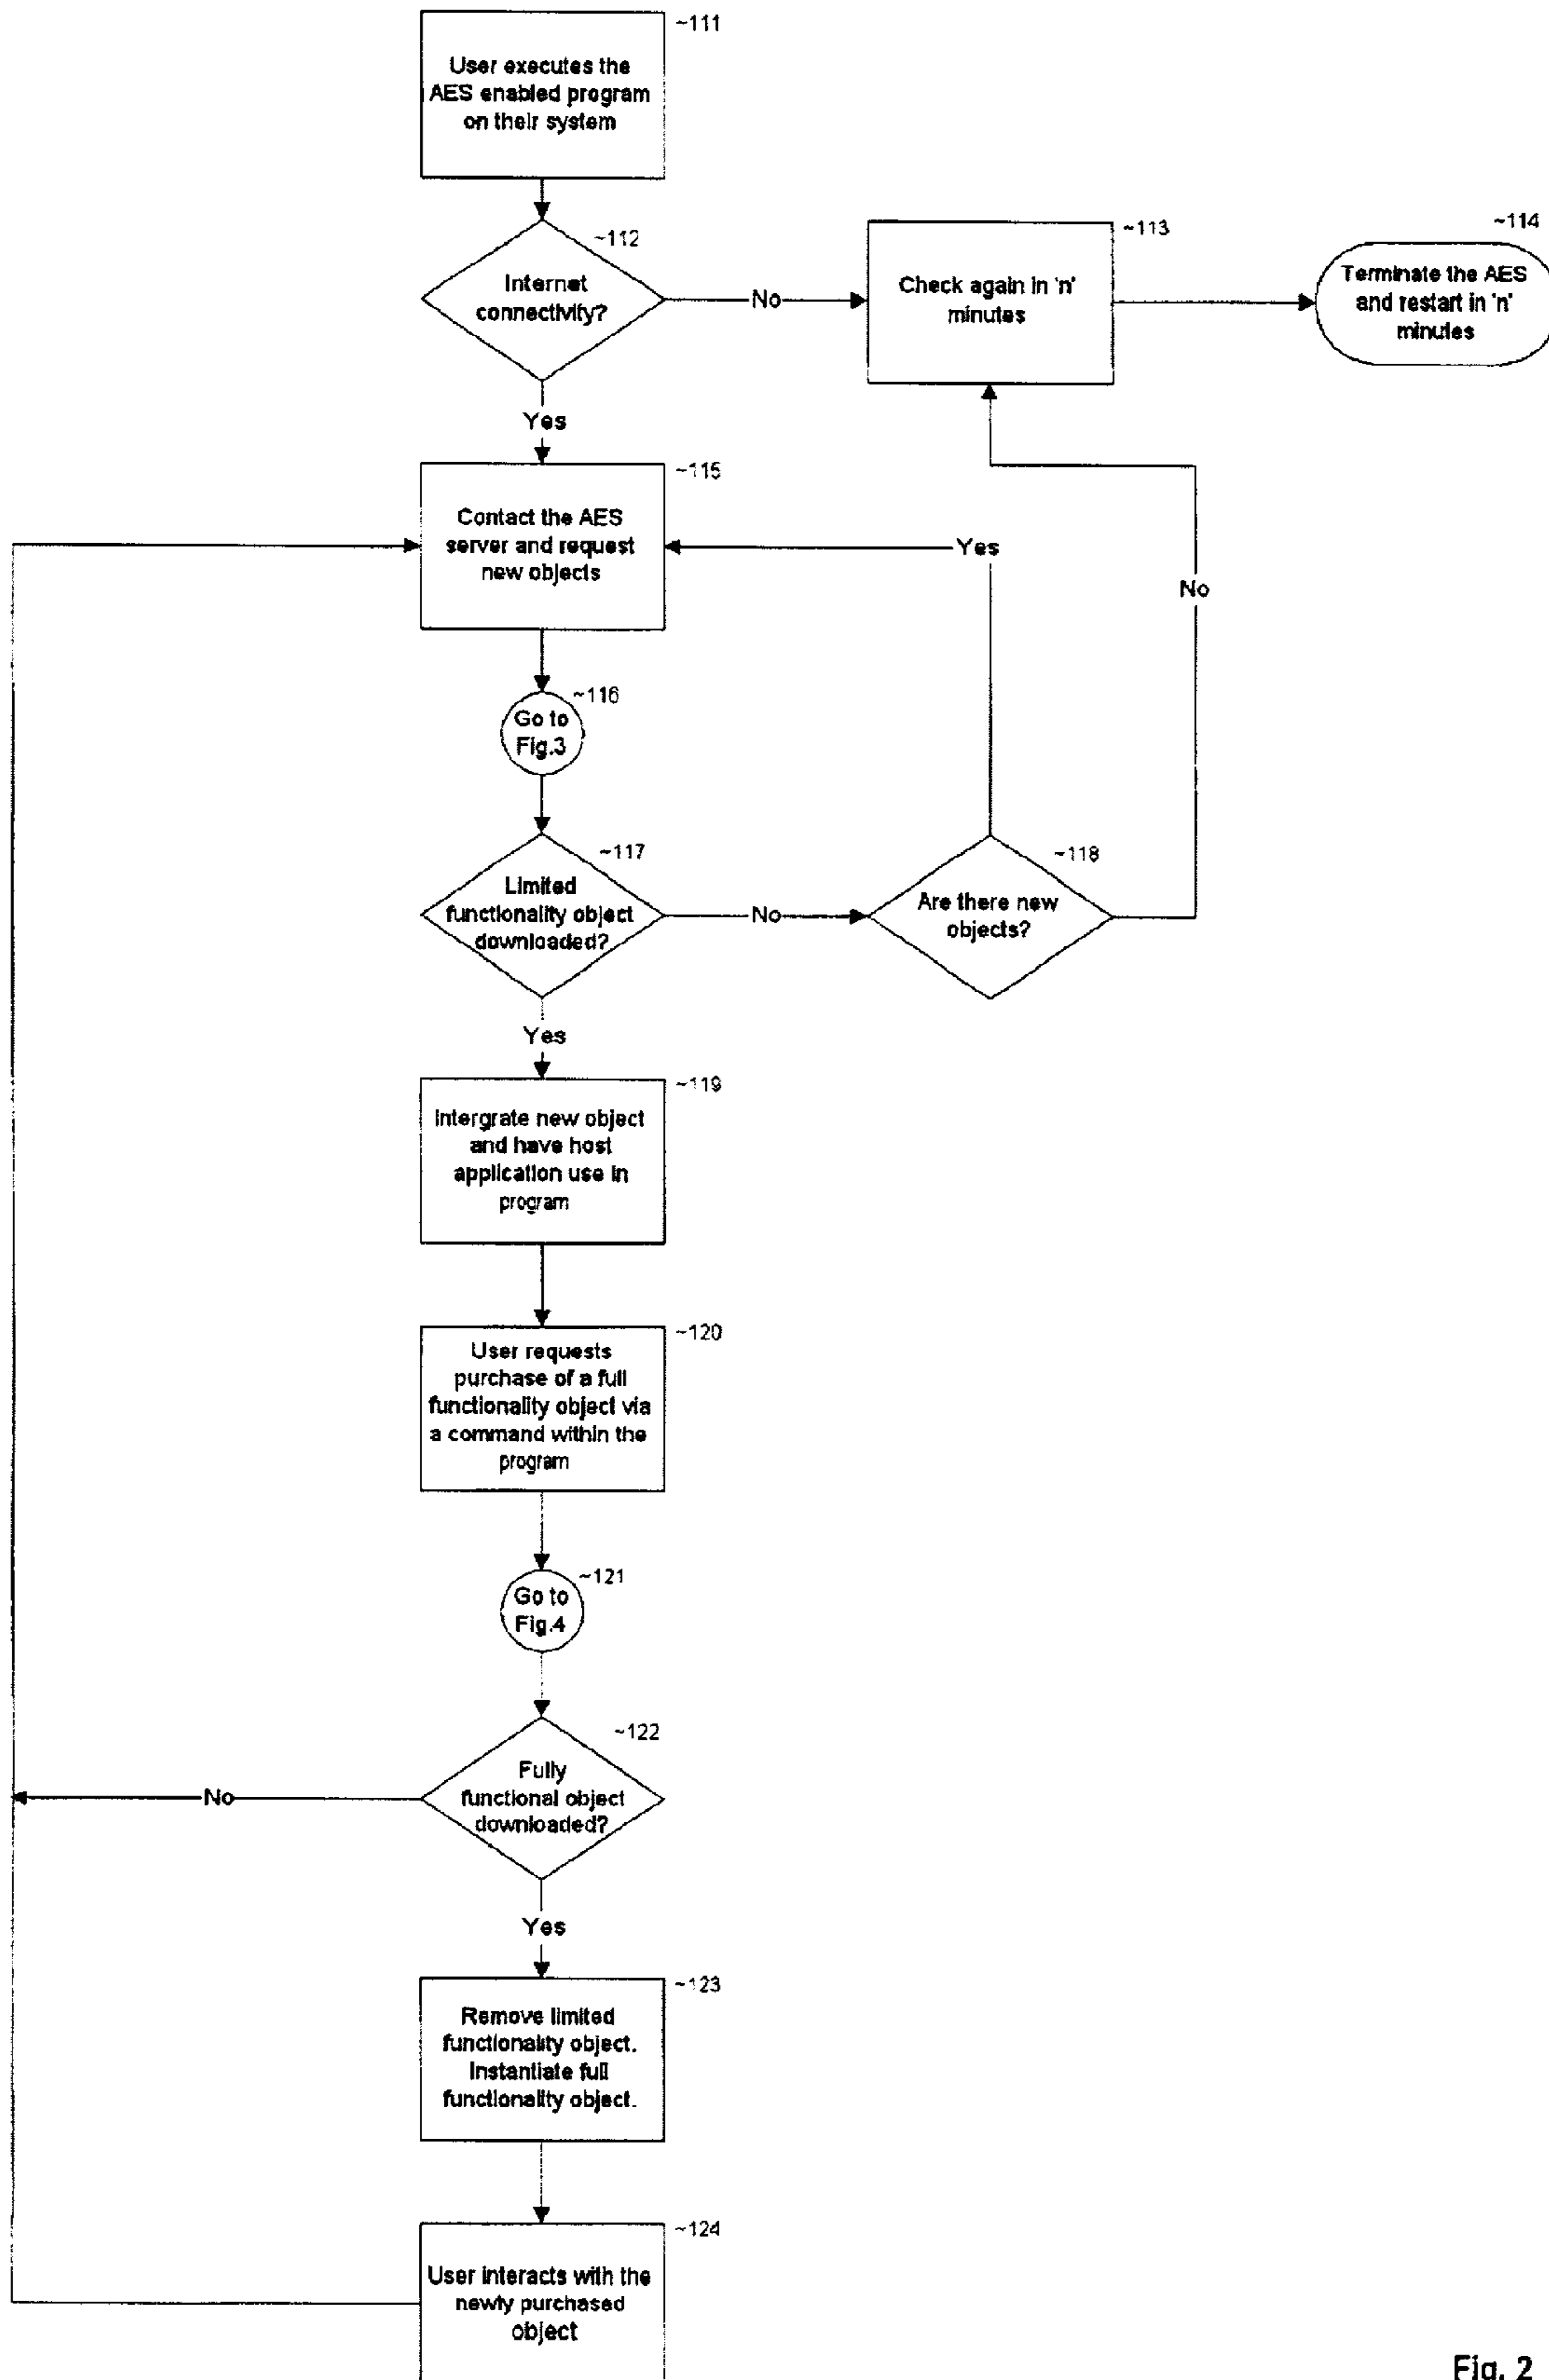 ~111
User executes the
AES enabled program
on their system
~112
Internet
connectivity?
No
~113
Check again in 'n'
minutes
~114
Terminate the AES
and restart in 'n'
minutes
Yes
~115
Contact the AES
server and request
new objects
Yes
No
~116
Go to
Fig.3
~117
Limited
functionality object
downloaded?
No
~118
Are there new
objects?
Yes
~119
Intergrate new object
and have host
application use in
program
~120
User requests
purchase of a full
functionality object via
a command within the
program
~121
Go to
Fig.4
~122
Fully
functional object
downloaded?
No
Yes
~123
Remove limited
functionality object.
Instantiate full
functionality object.
~124
User interacts with the
newly purchased
object
Fig. 2